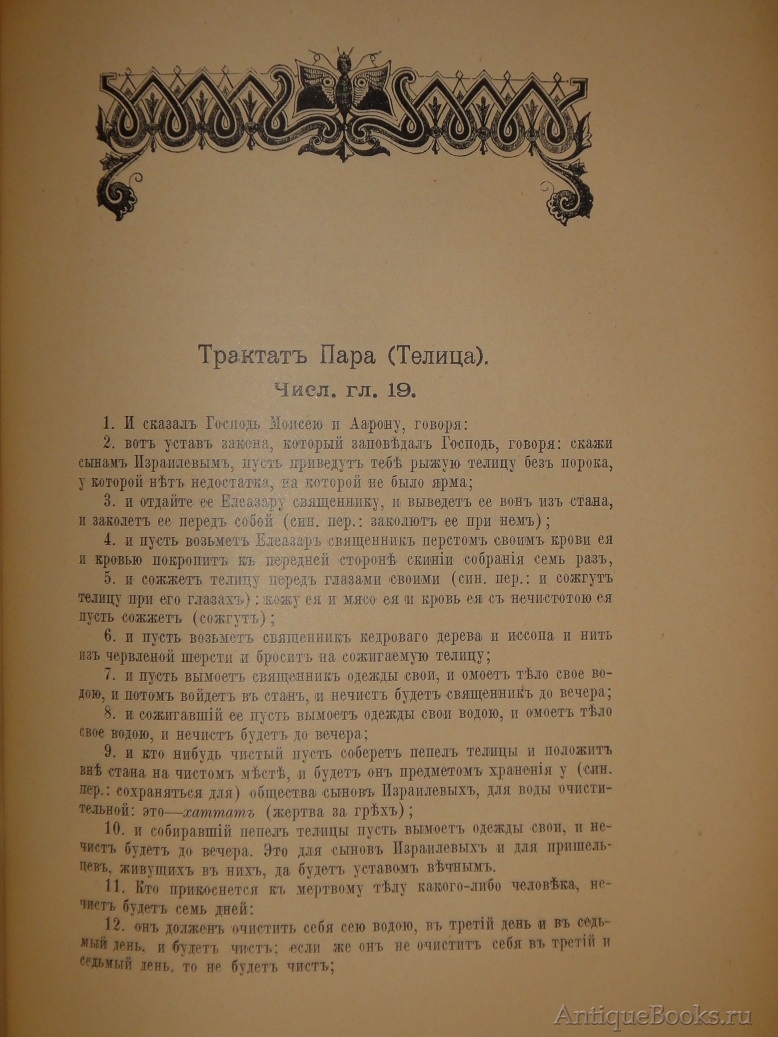 Трактатъ Пара (Телица).
Числ. гл. 19.
1. И сказалъ Господь Моисею и Аарону, говоря:
2. вотъ уставъ закона, который заповѣдалъ Господь, говоря: скажи
сынамъ Израилевымъ, пусть приведутъ тебѣ рыжую телицу безъ порока,
у которой нѣтъ недостатка, на которой не было ярма;
3. и отдайте ее Елеазару священнику, и выведетъ ее вонъ изъ стана,
и заколетъ ее передъ собой (син. пер.: заколютъ ее при немъ);
4. и пусть возьметъ Елеазаръ священникъ перстомъ своимъ крови ея
и кровью покропитъ къ передней сторонѣ скиніи собранія семь разъ,
5. и сожжетъ телицу передъ глазами своими (син. пер.: и сожгутъ
телицу при его глазахъ): кожу ея и мясо ея и кровь ея съ нечистотою ея
пусть сожжетъ (сожгутъ);
6. и пусть возьметъ священникъ кедроваго дерева и иссопа и нить
изъ червленой шерсти и броситъ на сожигаемую телицу;
7. и пусть вымоетъ священникъ одежды свои, и омоетъ тѣло свое во-
дою, и потомъ войдетъ въ станъ, и нечистъ будетъ священникъ до вечера;
8. и сожигавшій ее пусть вымоетъ одежды свои водою, и омоетъ тѣло
свое водою, и нечистъ будетъ до вечера;
9. и кто нибудь чистый пусть соберетъ пепелъ телицы и положитъ
внѣ стана на чистомъ мѣстѣ, и будетъ онъ предметомъ храненія у (син.
пер.: сохраняться для) общества сыновъ Израилевыхъ, для воды очисти-
тельной: это—хаттатъ (жертва за грѣхъ);
10. и собиравшій пепелъ телицы пусть вымоетъ одежды свои, и не-
чистъ будетъ до вечера. Это для сыновъ Израилевыхъ и для пришель-
цевъ, живущихъ въ нихъ, да будетъ уставомъ вѣчнымъ.
11. Кто прикоснется къ мертвому тѣлу какого-либо человѣка, не-
чистъ будетъ семь дней:
12. онъ долженъ очистить себя сею водою, въ третій день и въ седь-
мый день, и будетъ чистъ; если же онъ не очиститъ себя въ третій и
седьмый день, то не будетъ чистъ;
AntiqueBooks.ru